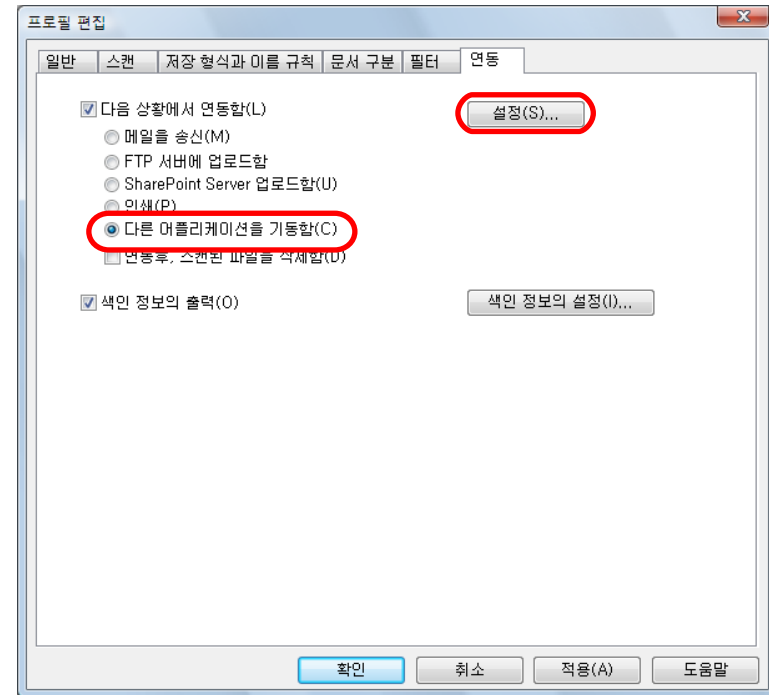 프로필 편집
일반 스캔 저장 형식과 이름 규칙 문서 구분 필터 연동
다음 상황에서 연동함(L) 설정(S)...
메일을 송신(M)
FTP 서버에 업로드함
SharePoint Server 업로드함(U)
인쇄(P)
다른 어플리케이션을 기동함(C)
연동후, 스캔된 파일을 삭제함(D)
색인 정보의 출력(O) 색인 정보의 설정(I)...
확인 취소 적용(A) 도움말